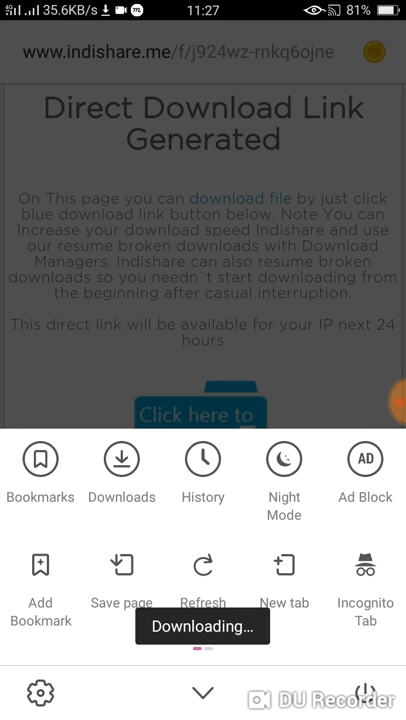 35.6KB/s 11:27 81%
www.indishare.me/f/j924wz-rnkq6ojne
Direct Download Link
Generated
On This page you can download file by just click
blue download link button below. Note You can
Increase your download speed Indishare and use
our resume broken downloads with Download
Managers. Indishare can also resume broken
downloads so you needn`t start downloading from
the beginning after casual interruption.
This direct link will be available for your IP next 24
hours
Click here to
Bookmarks Downloads History Night Mode AD Ad Block
Add Bookmark Save page Refresh New tab Incognito Tab
Downloading...
DU Recorder